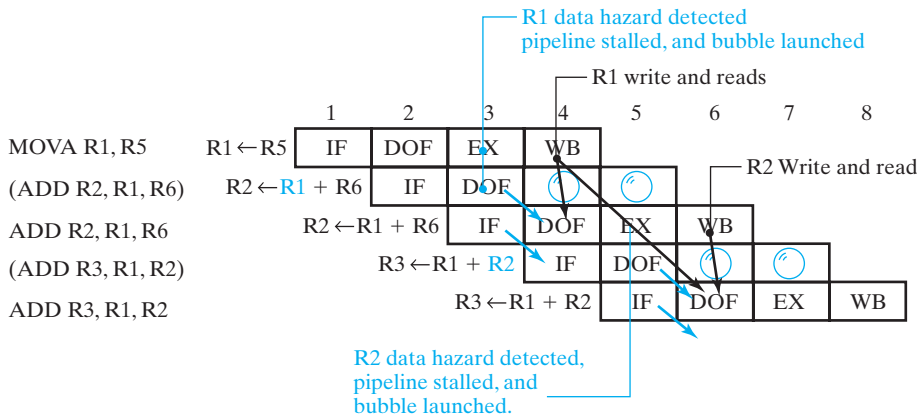 R1 data hazard detected
pipeline stalled, and bubble launched
R1 write and reads
1 2 3 4 5 6 7 8
MOVA R1, R5 R1←R5 IF DOF EX WB
R2 Write and read
(ADD R2, R1, R6) R2←R1 + R6 IF DOF
ADD R2, R1, R6 R2←R1 + R6 IF DOF EX WB
(ADD R3, R1, R2) R3←R1 + R2 IF DOF
ADD R3, R1, R2 R3←R1 + R2 IF DOF EX WB
R2 data hazard detected,
pipeline stalled, and
bubble launched.